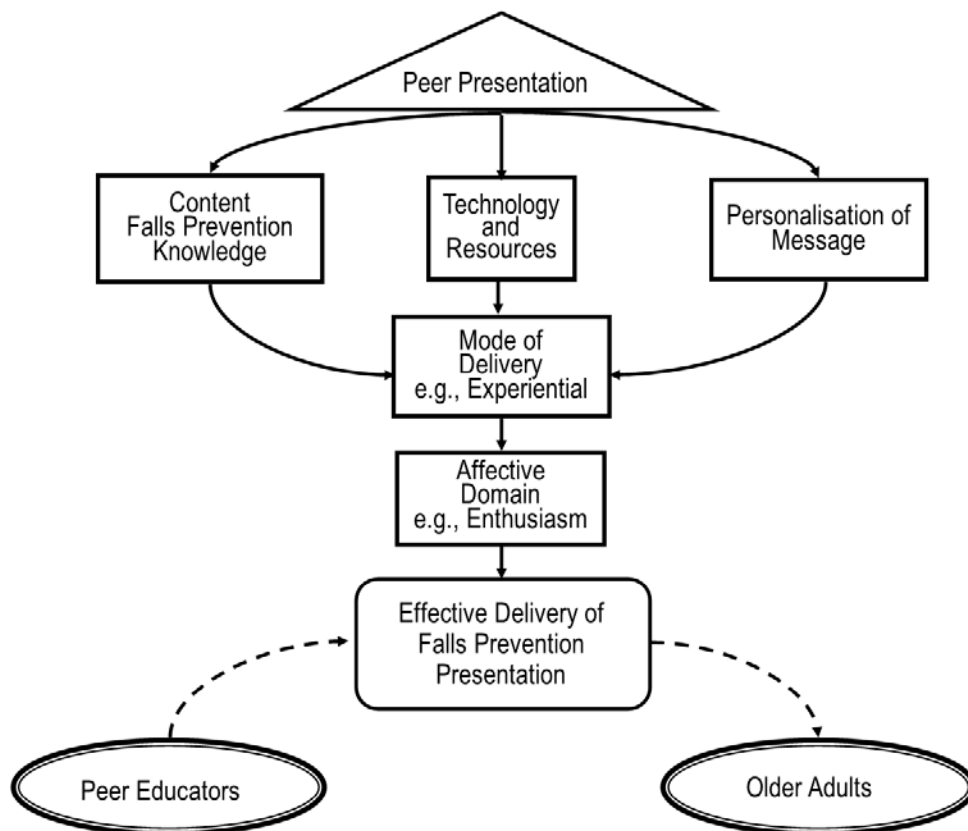 Peer Presentation
Content
Falls Prevention
Knowledge
Technology
and
Resources
Personalisation of
Message
Mode of
Delivery
e.g., Experiential
Affective
Domain
e.g., Enthusiasm
Effective Delivery of
Falls Prevention
Presentation
Peer Educators
Older Adults